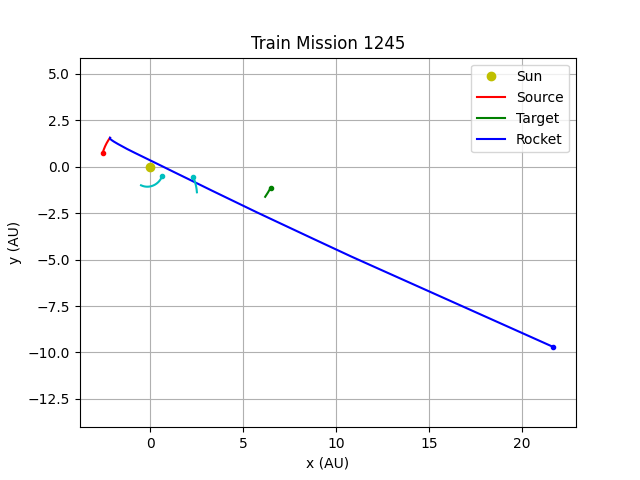 Train Mission 1245
Sun
Source
Target
Rocket
5.0
2.5
0.0
−2.5
−5.0
−7.5
−10.0
−12.5
y (AU)
0
5
10
15
20
x (AU)